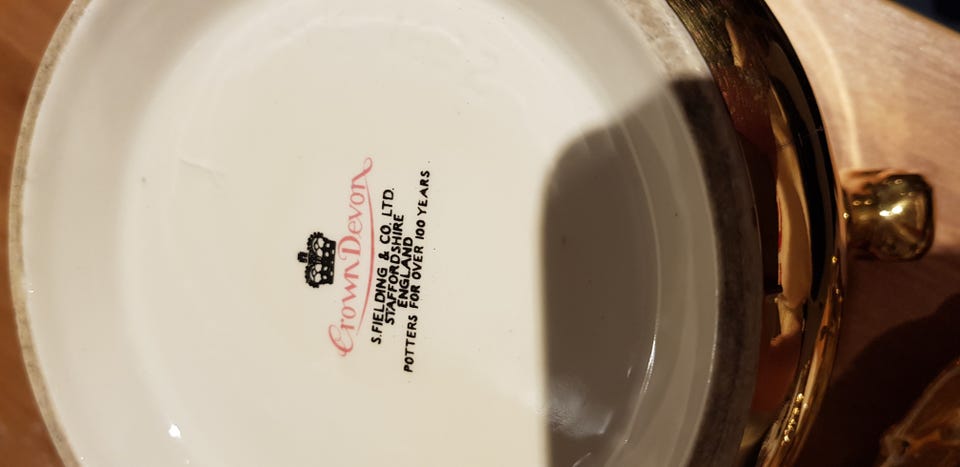 Crown Devon
S. FIELDING & CO. LTD.
STAFFORDSHIRE
ENGLAND
POTTERS FOR OVER 100 YEARS